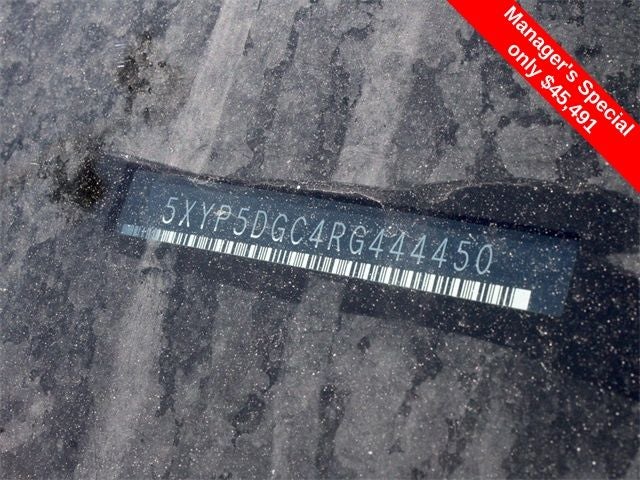 Manager's Special
only $45,491
5XYP5DGC4RG444450